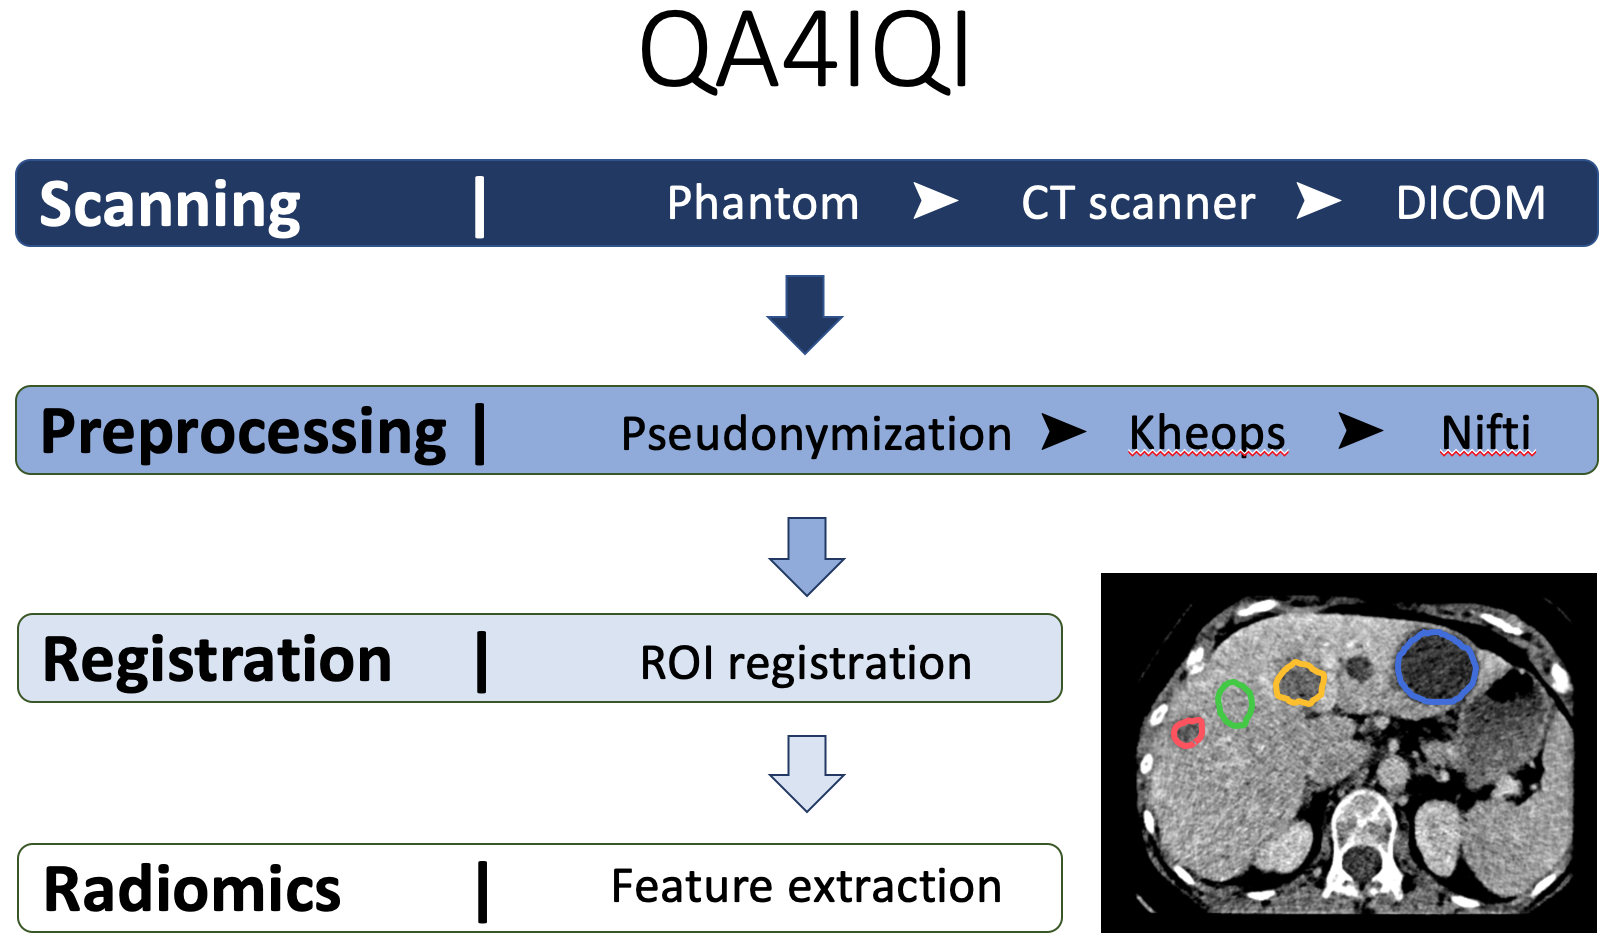 QA4IQI
Scanning | Phantom ➤ CT scanner ➤ DICOM
Preprocessing | Pseudonymization ➤ Kheops ➤ Nifti
Registration | ROI registration
Radiomics | Feature extraction